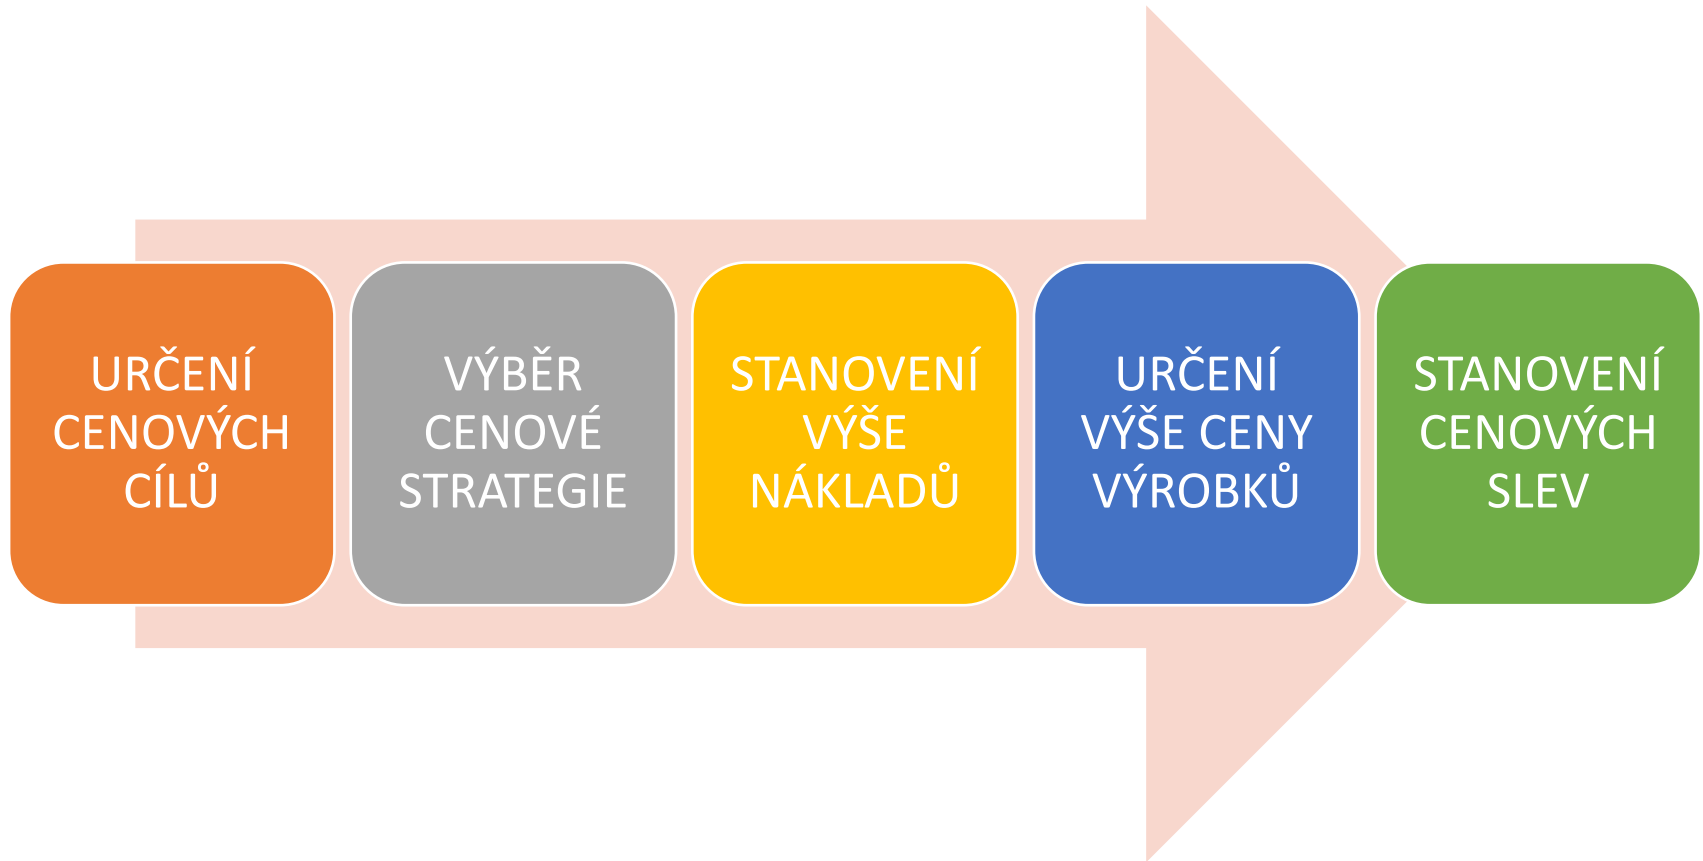 URČENÍ
CENOVÝCH
CÍLŮ
VÝBĚR
CENOVÉ
STRATEGIE
STANOVENÍ
VÝŠE
NÁKLADŮ
URČENÍ
VÝŠE CENY
VÝROBKŮ
STANOVENÍ
CENOVÝCH
SLEV